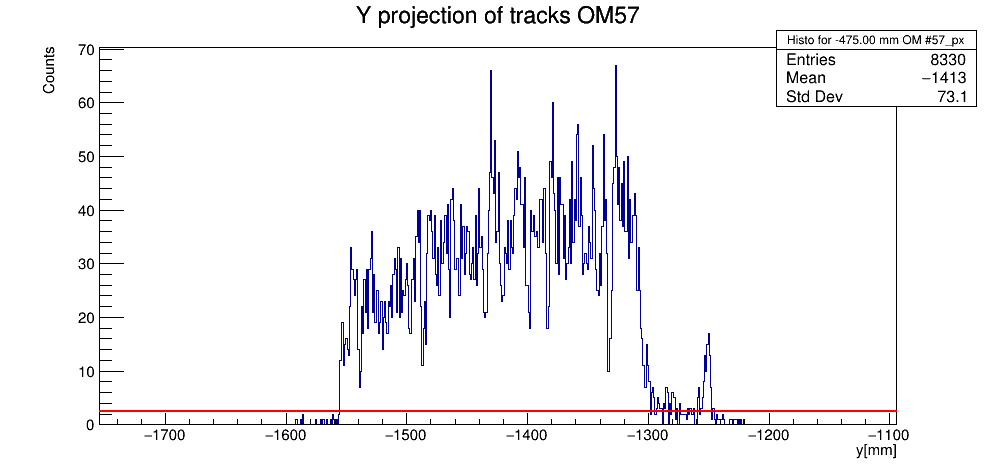 Y projection of tracks OM57
Histo for -475.00 mm OM #57_px
Entries 8330
Mean −1413
Std Dev 73.1
Counts
70
60
50
40
30
20
10
0
−1700 −1600 −1500 −1400 −1300 −1200 −1100
y[mm]